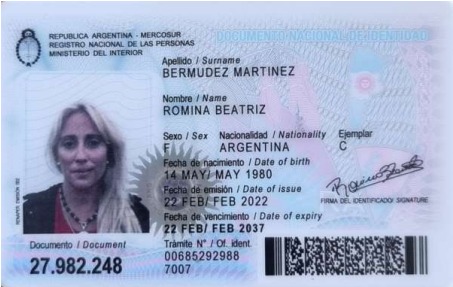 REPUBLICA ARGENTINA - MERCOSUR
REGISTRO NACIONAL DE LAS PERSONAS
MINISTERIO DEL INTERIOR
DOCUMENTO NACIONAL DE IDENTIDAD
Apellido / Surname
BERMUDEZ MARTINEZ
Nombre / Name
ROMINA BEATRIZ
Sexo / Sex Nacionalidad / Nationality Ejemplar
F ARGENTINA C
Fecha de nacimiento / Date of birth
14 MAY/ MAY 1980
Fecha de emisión / Date of issue
22 FEB/ FEB 2022
FIRMA DEL IDENTIFICADO/ SIGNATURE
Fecha de vencimiento / Date of expiry
22 FEB/ FEB 2037
Documento / Document
27.982.248
Trámite N° / Of. ident.
00685292988
7007